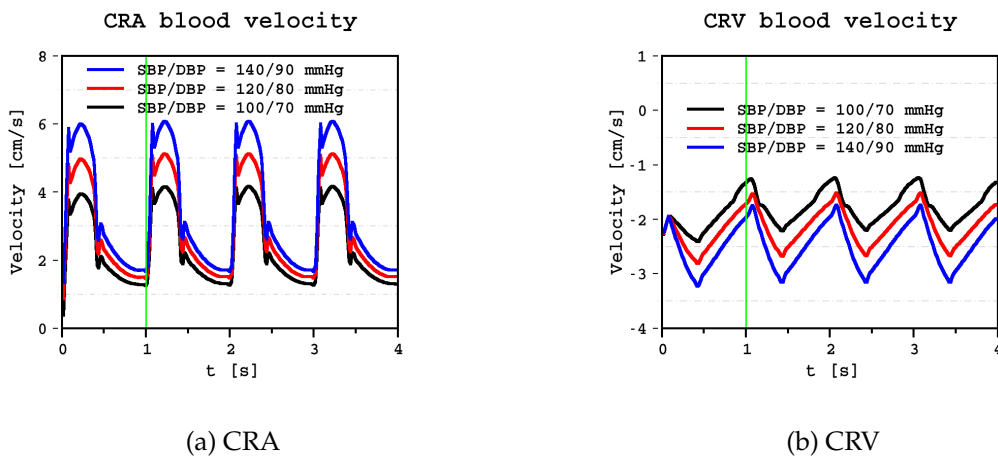 CRA blood velocity
8
6
4
2
0
Velocity [cm/s]
SBP/DBP = 140/90 mmHg
SBP/DBP = 120/80 mmHg
SBP/DBP = 100/70 mmHg
0 1 2 3 4
t [s]
(a) CRA
CRV blood velocity
1
0
-1
-2
-3
-4
Velocity [cm/s]
SBP/DBP = 100/70 mmHg
SBP/DBP = 120/80 mmHg
SBP/DBP = 140/90 mmHg
0 1 2 3 4
t [s]
(b) CRV